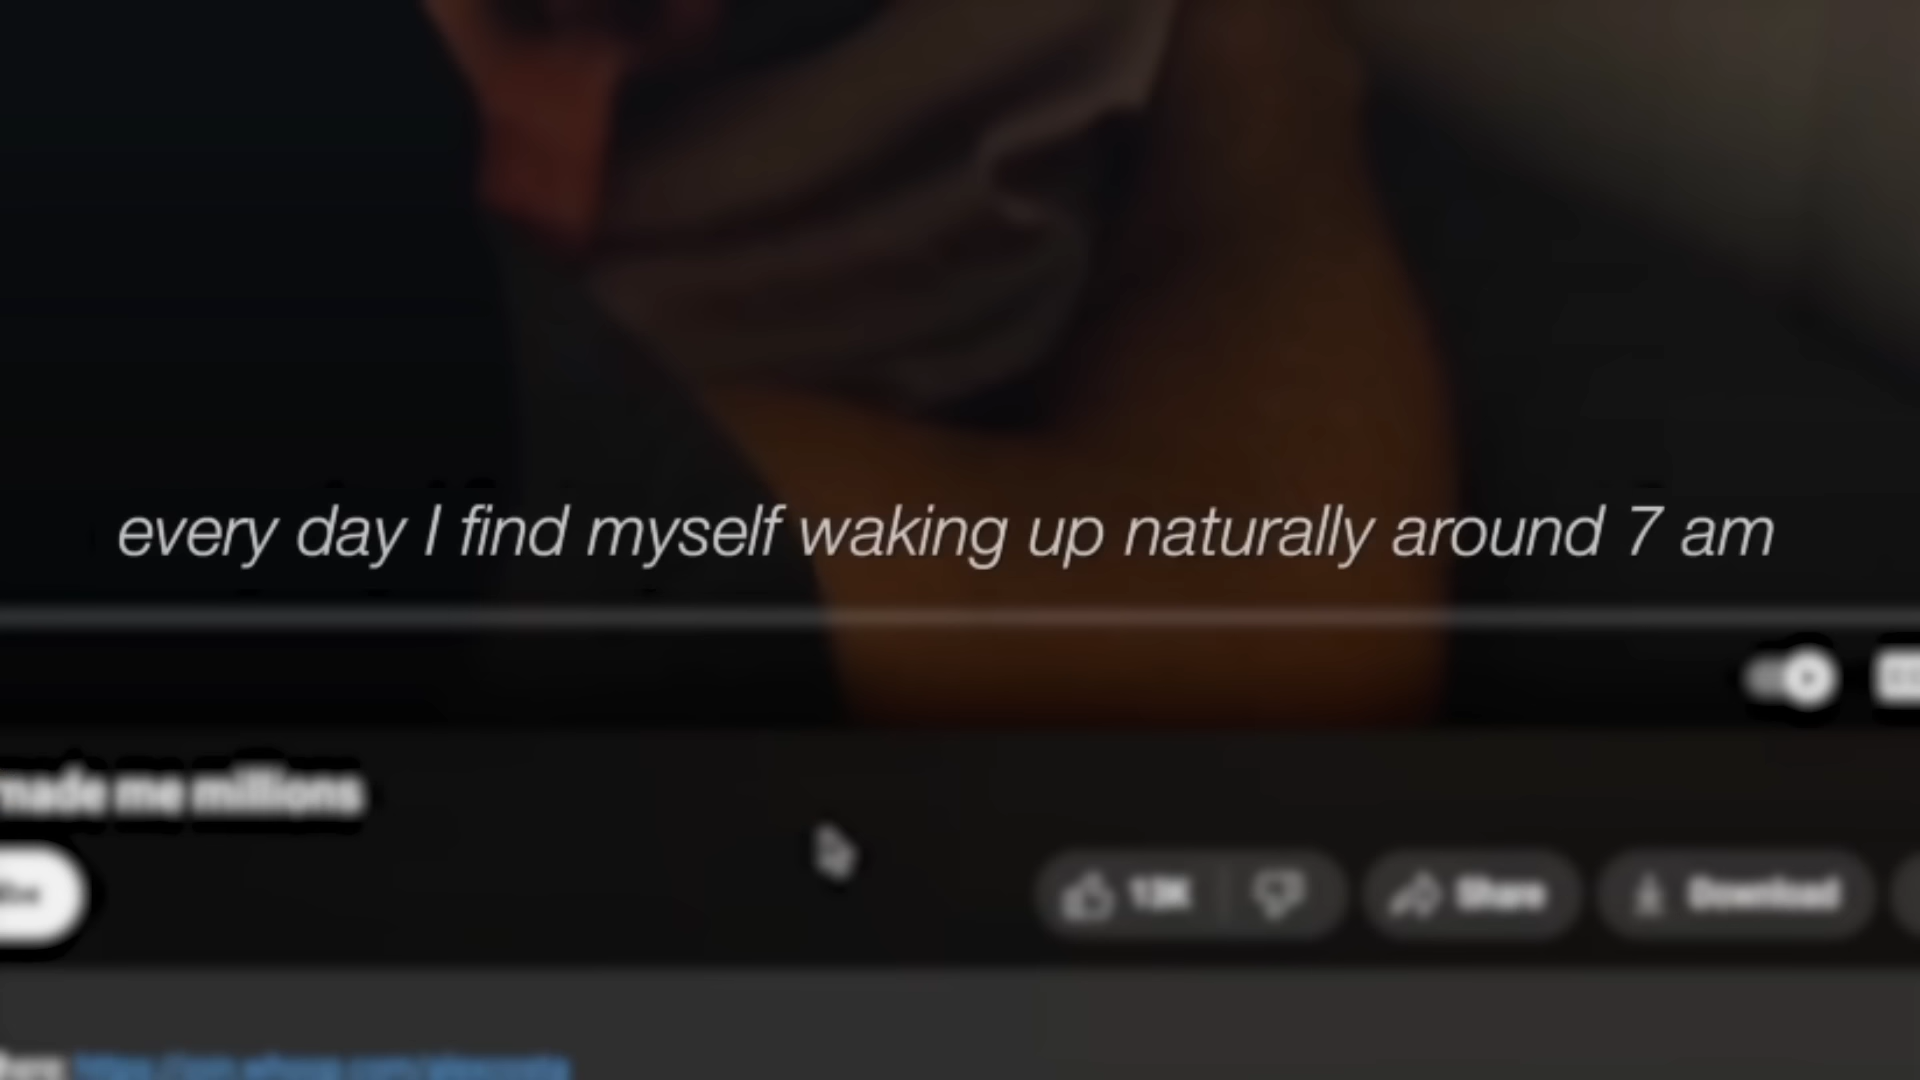 every day I find myself waking up naturally around 7 am
made me millions
13K
Share
Download